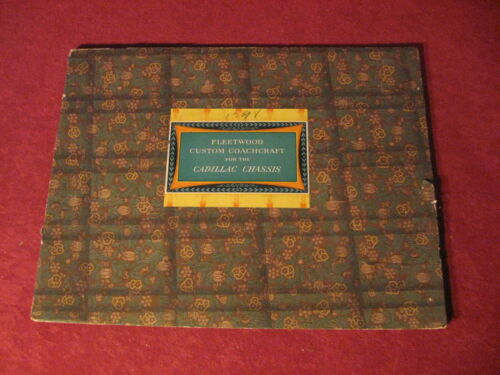 FLEETWOOD
CUSTOM COACHCRAFT
FOR THE
CADILLAC CHASSIS